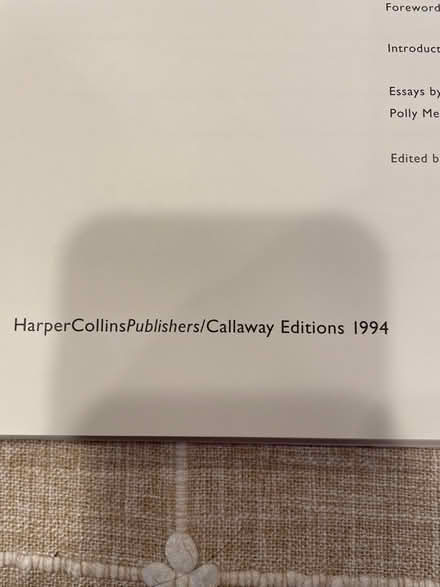 Foreword
Introduct
Essays by
Polly Me
Edited b
HarperCollinsPublishers/Callaway Editions 1994